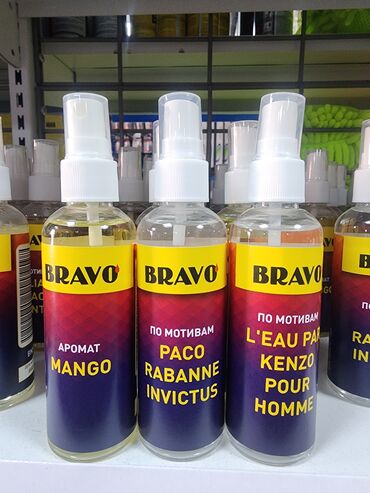 BRAVO
АРОМАТ
MANGO
BRAVO
ПО МОТИВАМ
PACO
RABANNE
INVICTUS
BRAVO
ПО МОТИВАМ
L'EAU PAR
KENZO
POUR
HOMME